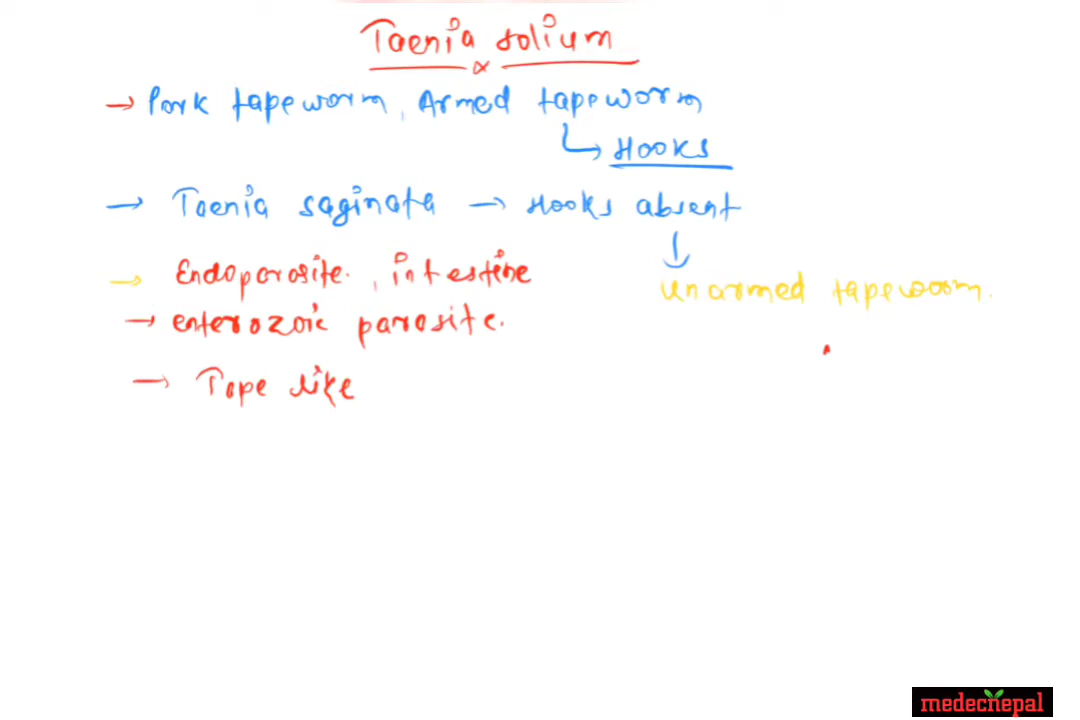 Taenia solium
→ Pork tapeworm, Armed tapeworm
↳ Hooks
→ Taenia saginata → Hooks absent
↓
→ Endoparasite, intestine
unarmed tapeworm.
→ enterozoic parasite.
→ Tape like
medecnepal